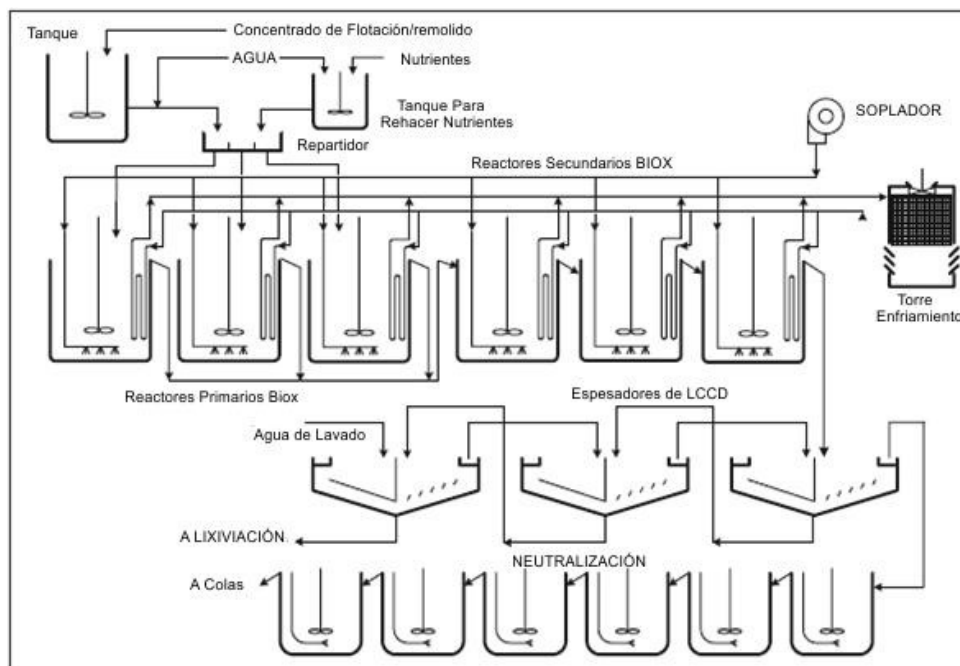 Tanque
Concentrado de Flotación/remolido
AGUA
Nutrientes
Tanque Para
Rehacer Nutrientes
SOPLADOR
Repartidor
Reactores Secundarios BIOX
Torre
Enfriamiento
Reactores Primarios Biox
Espesadores de LCCD
Agua de Lavado
A LIXIVIACIÓN.
NEUTRALIZACIÓN
A Colas